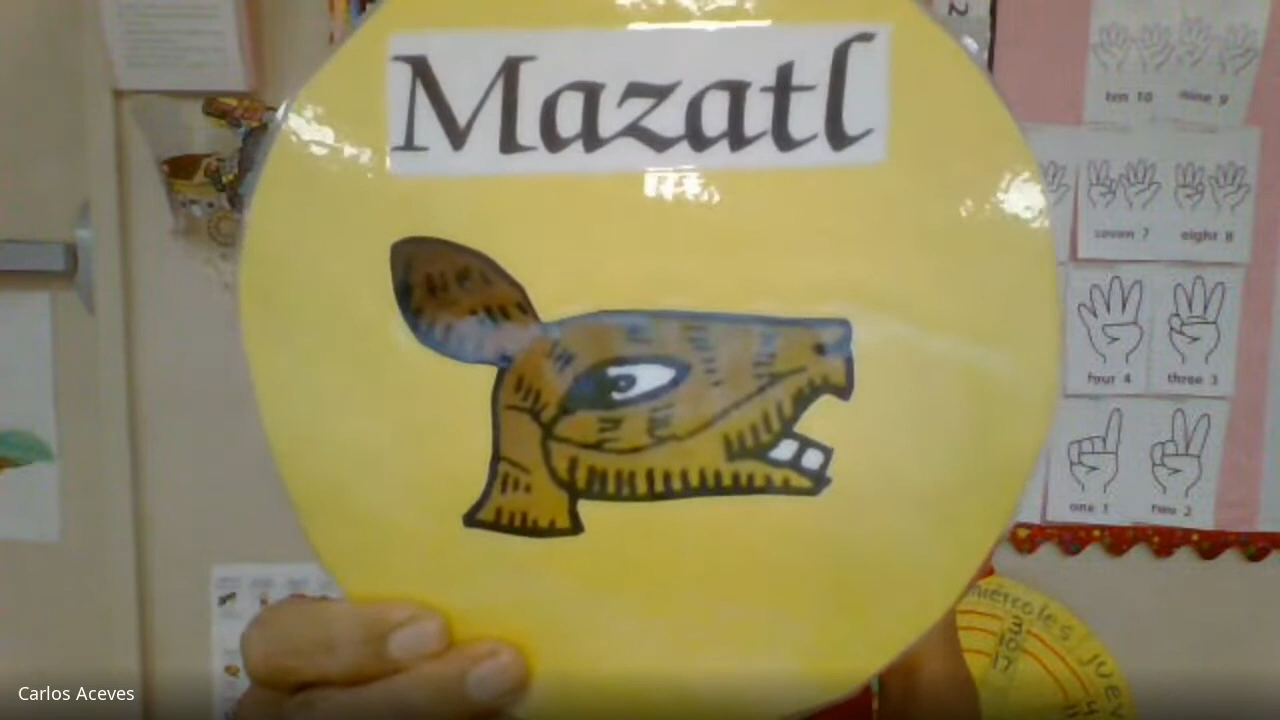 Mazatl
ten 10
nine 9
seven 7
eight 8
four 4
three 3
one 1
two 2
miércoles
Carlos Aceves